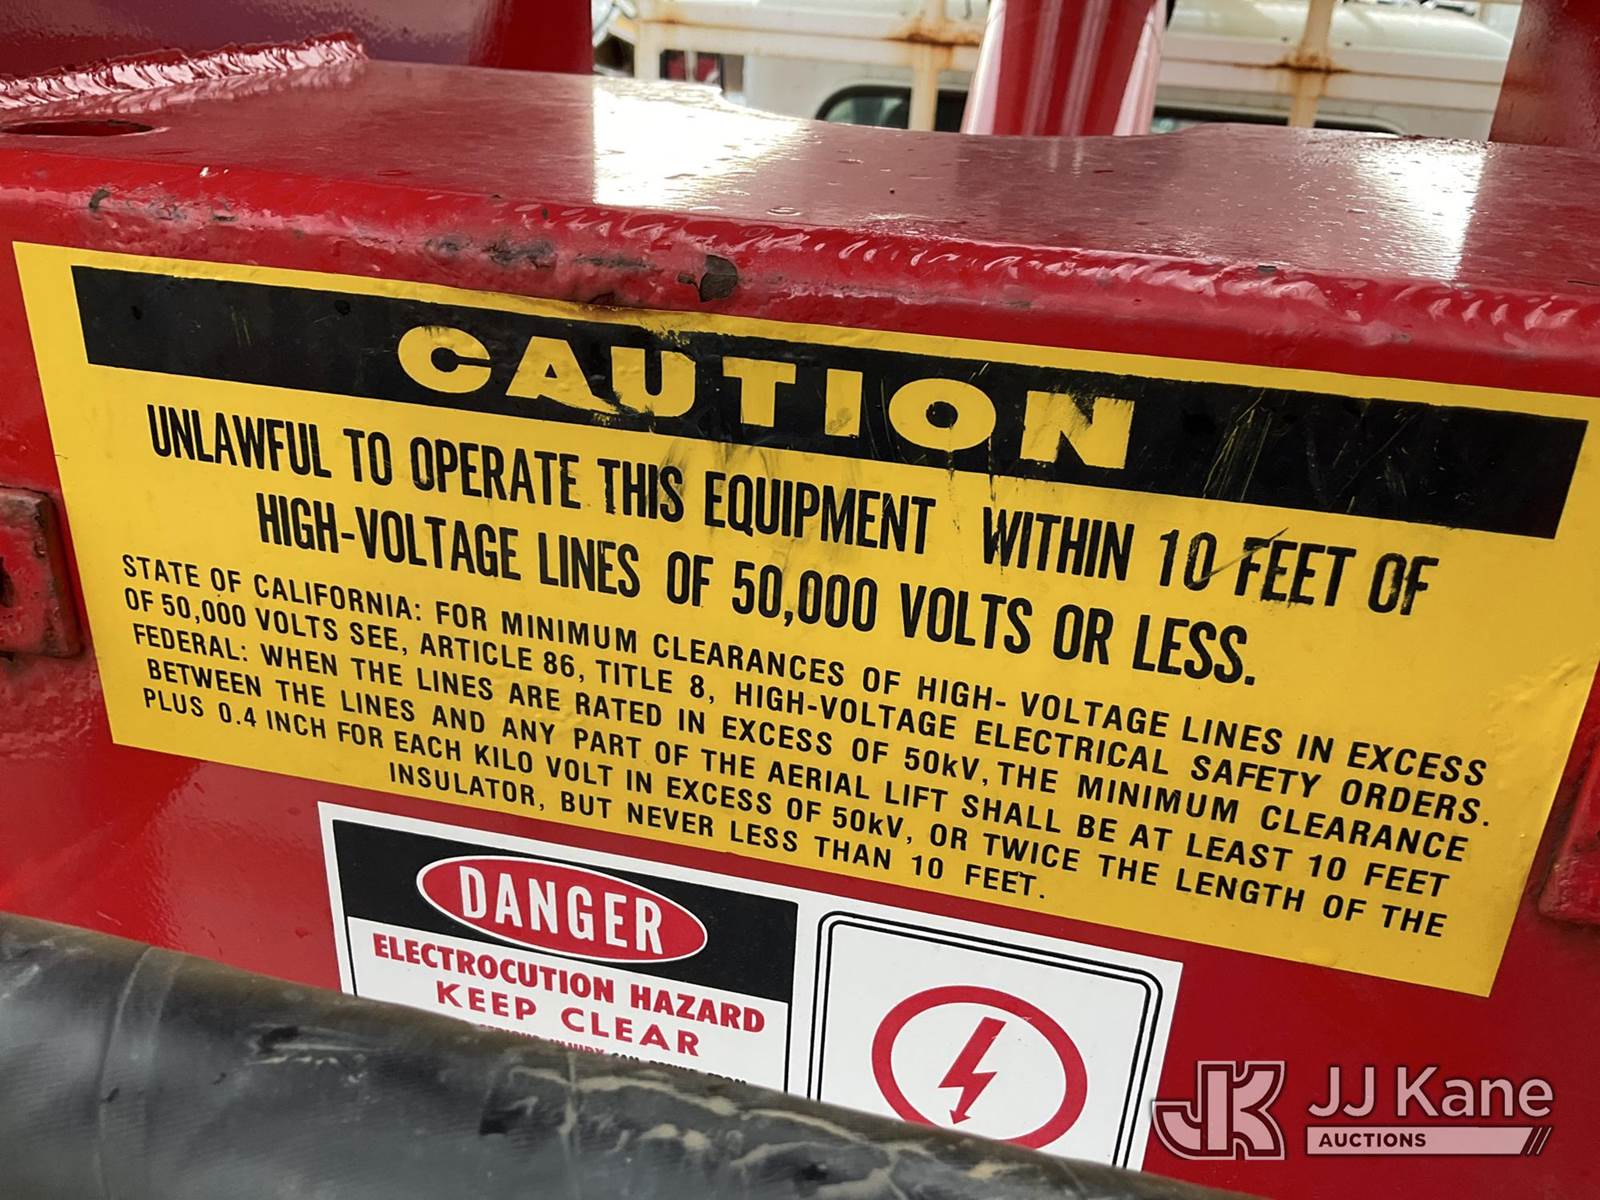 CAUTION
UNLAWFUL TO OPERATE THIS EQUIPMENT WITHIN 10 FEET OF
HIGH-VOLTAGE LINES OF 50,000 VOLTS OR LESS.
STATE OF CALIFORNIA: FOR MINIMUM CLEARANCES OF HIGH- VOLTAGE LINES IN EXCESS
OF 50,000 VOLTS SEE, ARTICLE 86, TITLE 8, HIGH-VOLTAGE ELECTRICAL SAFETY ORDERS.
FEDERAL: WHEN THE LINES ARE RATED IN EXCESS OF 50kV, THE MINIMUM CLEARANCE
BETWEEN THE LINES AND ANY PART OF THE AERIAL LIFT SHALL BE AT LEAST 10 FEET
PLUS 0.4 INCH FOR EACH KILO VOLT IN EXCESS OF 50kV, OR TWICE THE LENGTH OF THE
INSULATOR, BUT NEVER LESS THAN 10 FEET.
DANGER
ELECTROCUTION HAZARD
KEEP CLEAR
JK JJ Kane
AUCTIONS